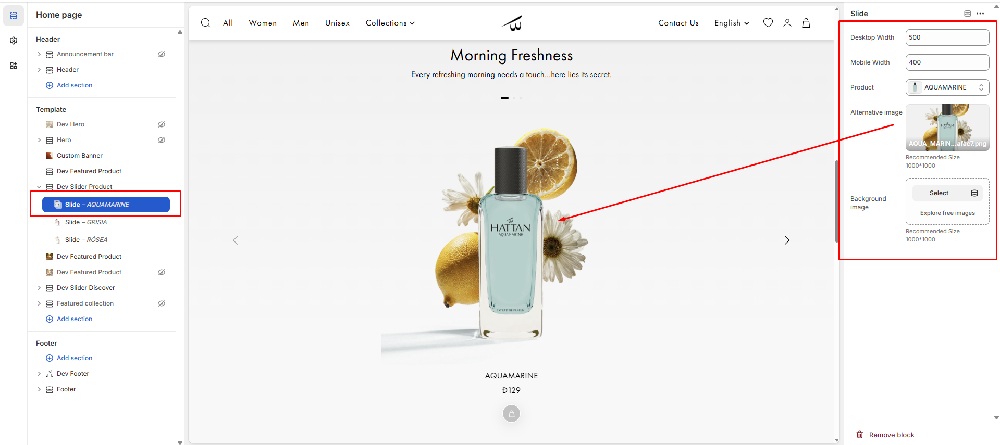 Home page
Header
Announcement bar
Header
Add section
Template
Dev Hero
Hero
Custom Banner
Dev Featured Product
Dev Slider Product
Slide – AQUAMARINE
Slide – GRISIA
Slide – RÓSEA
Dev Featured Product
Dev Featured Product
Dev Slider Discover
Featured collection
Add section
Footer
Add section
Dev Footer
Footer
All
Women
Men
Unisex
Collections
Contact Us
English
Morning Freshness
Every refreshing morning needs a touch...here lies its secret.
HATTAN
AQUAMARINE
EXTRAIT DE PARFUM
AQUAMARINE
Đ129
Slide
Desktop Width
500
Mobile Width
400
Product
AQUAMARINE
Alternative image
HATTAN
AQUA_MARIN...afac7.png
Recommended Size
1000*1000
Background
image
Select
Explore free images
Recommended Size
1000*1000
Remove block